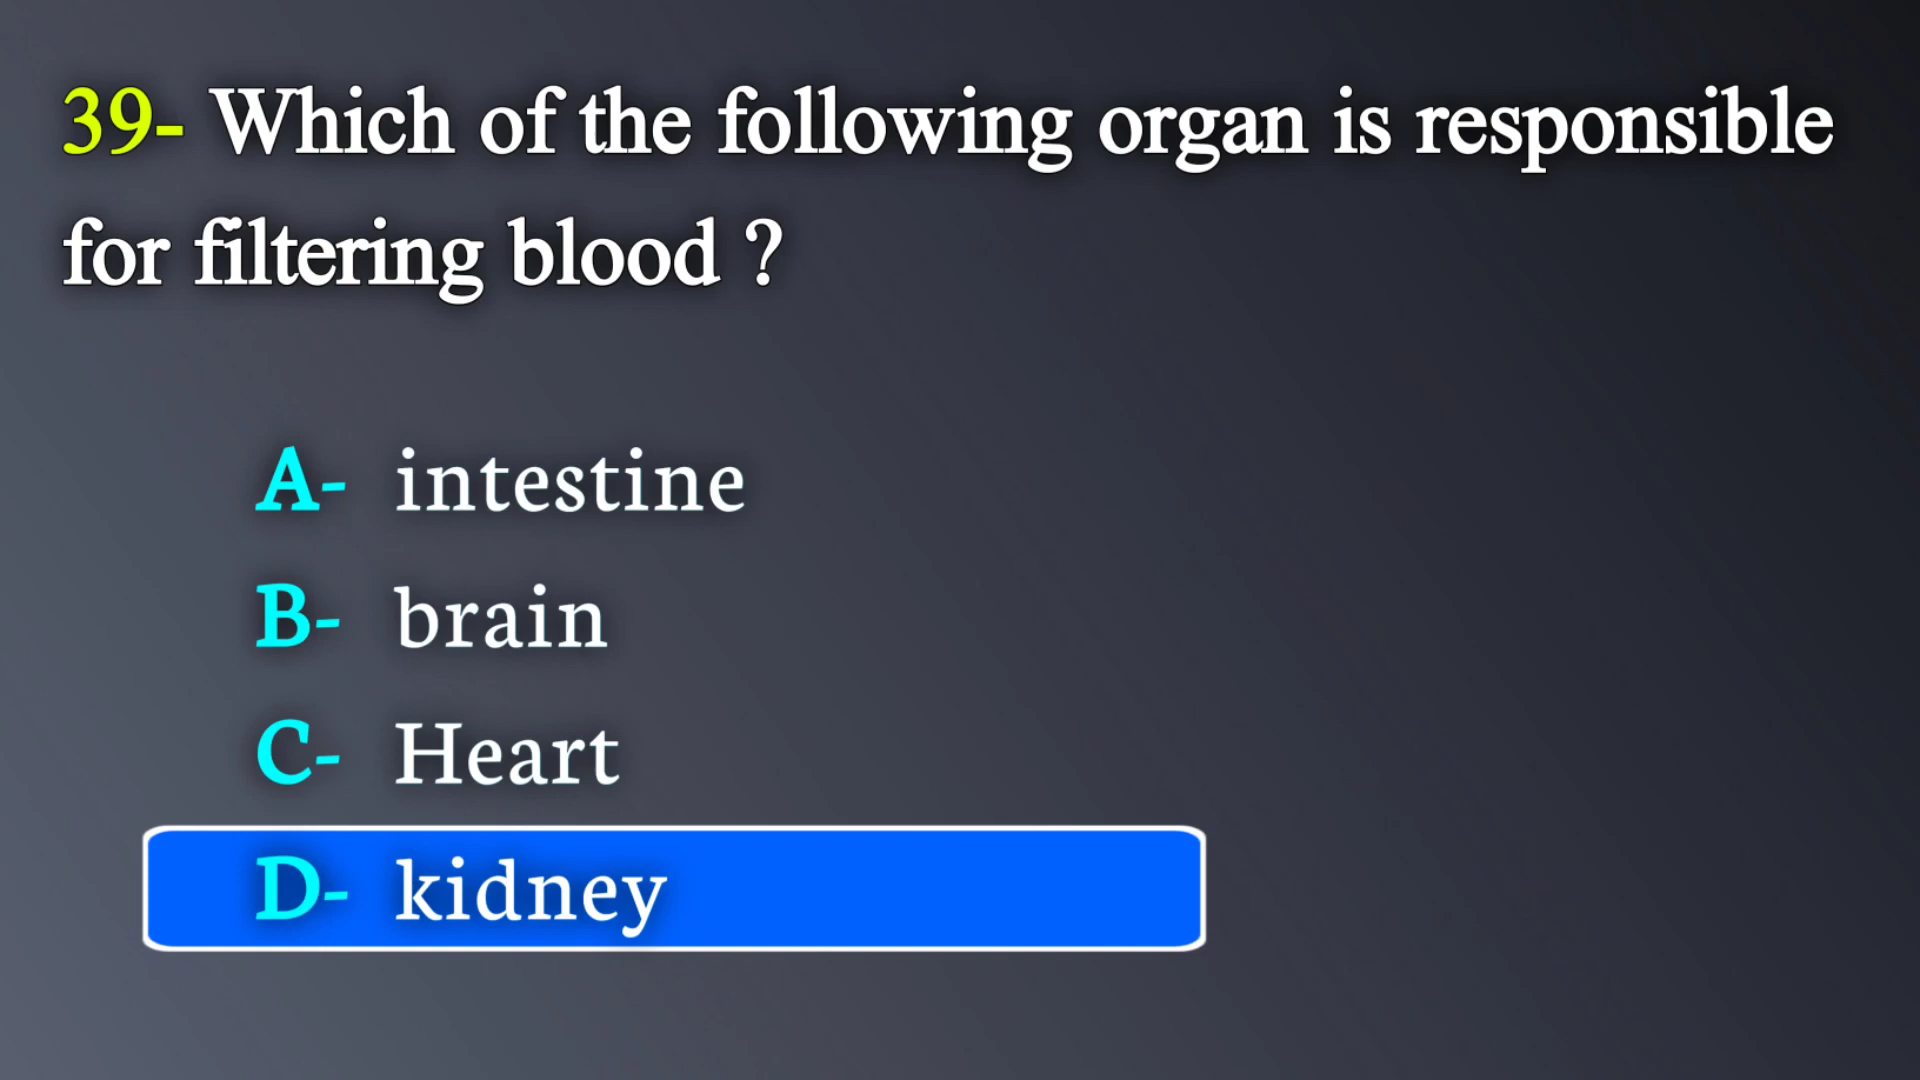 39- Which of the following organ is responsible
for filtering blood ?
A- intestine
B- brain
C- Heart
D- kidney